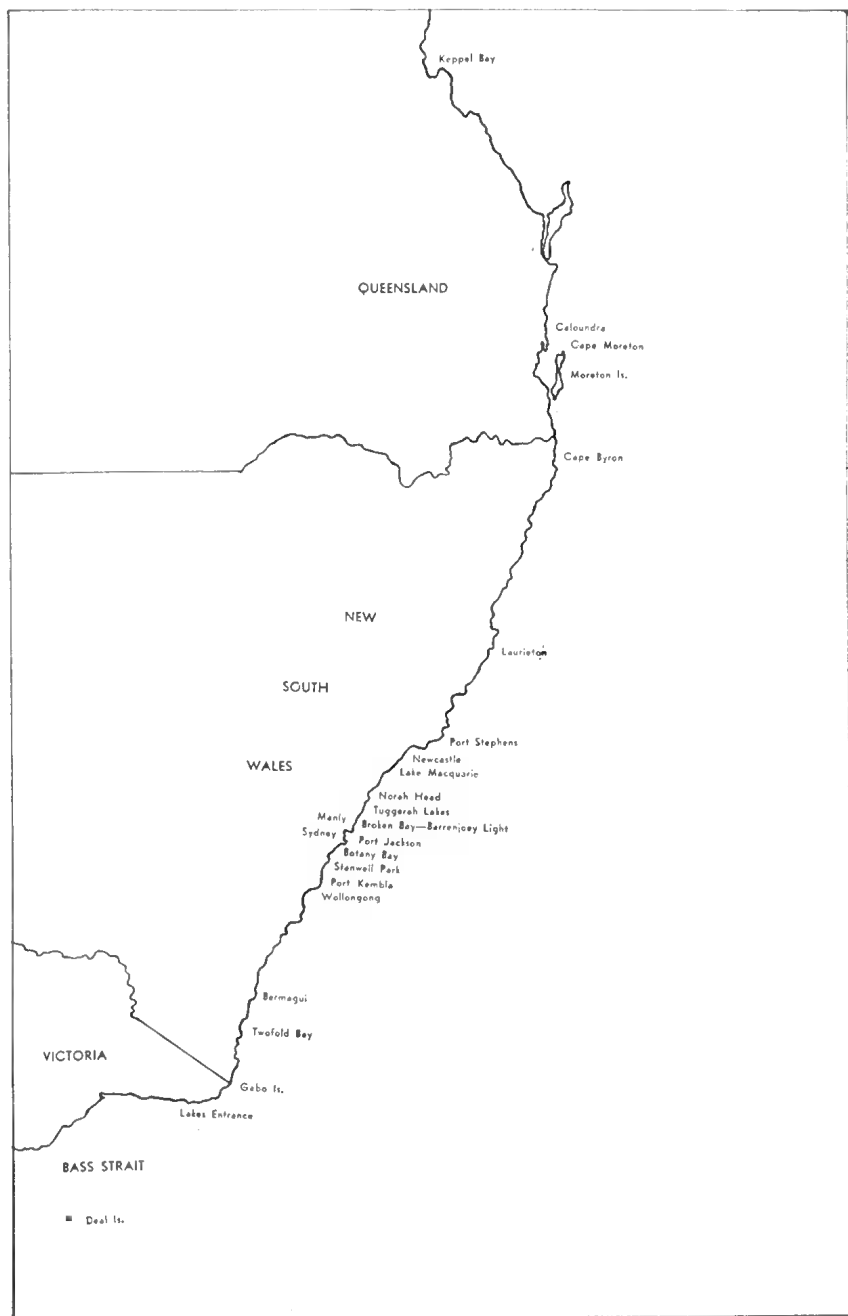 Keppel Bay
QUEENSLAND
Caloundra
Cape Moreton
Moreton Is.
Cape Byron
NEW
Laurieton
SOUTH
Port Stephens
Newcastle
WALES
Lake Macquarie
Norah Head
Tuggerah Lakes
Manly
Broken Bay—Barrenjoey Light
Sydney
Port Jackson
Botany Bay
Stanwell Park
Port Kembla
Wollongong
Bermagui
Twofold Bay
VICTORIA
Gabo Is.
Lakes Entrance
BASS STRAIT
Deal Is.